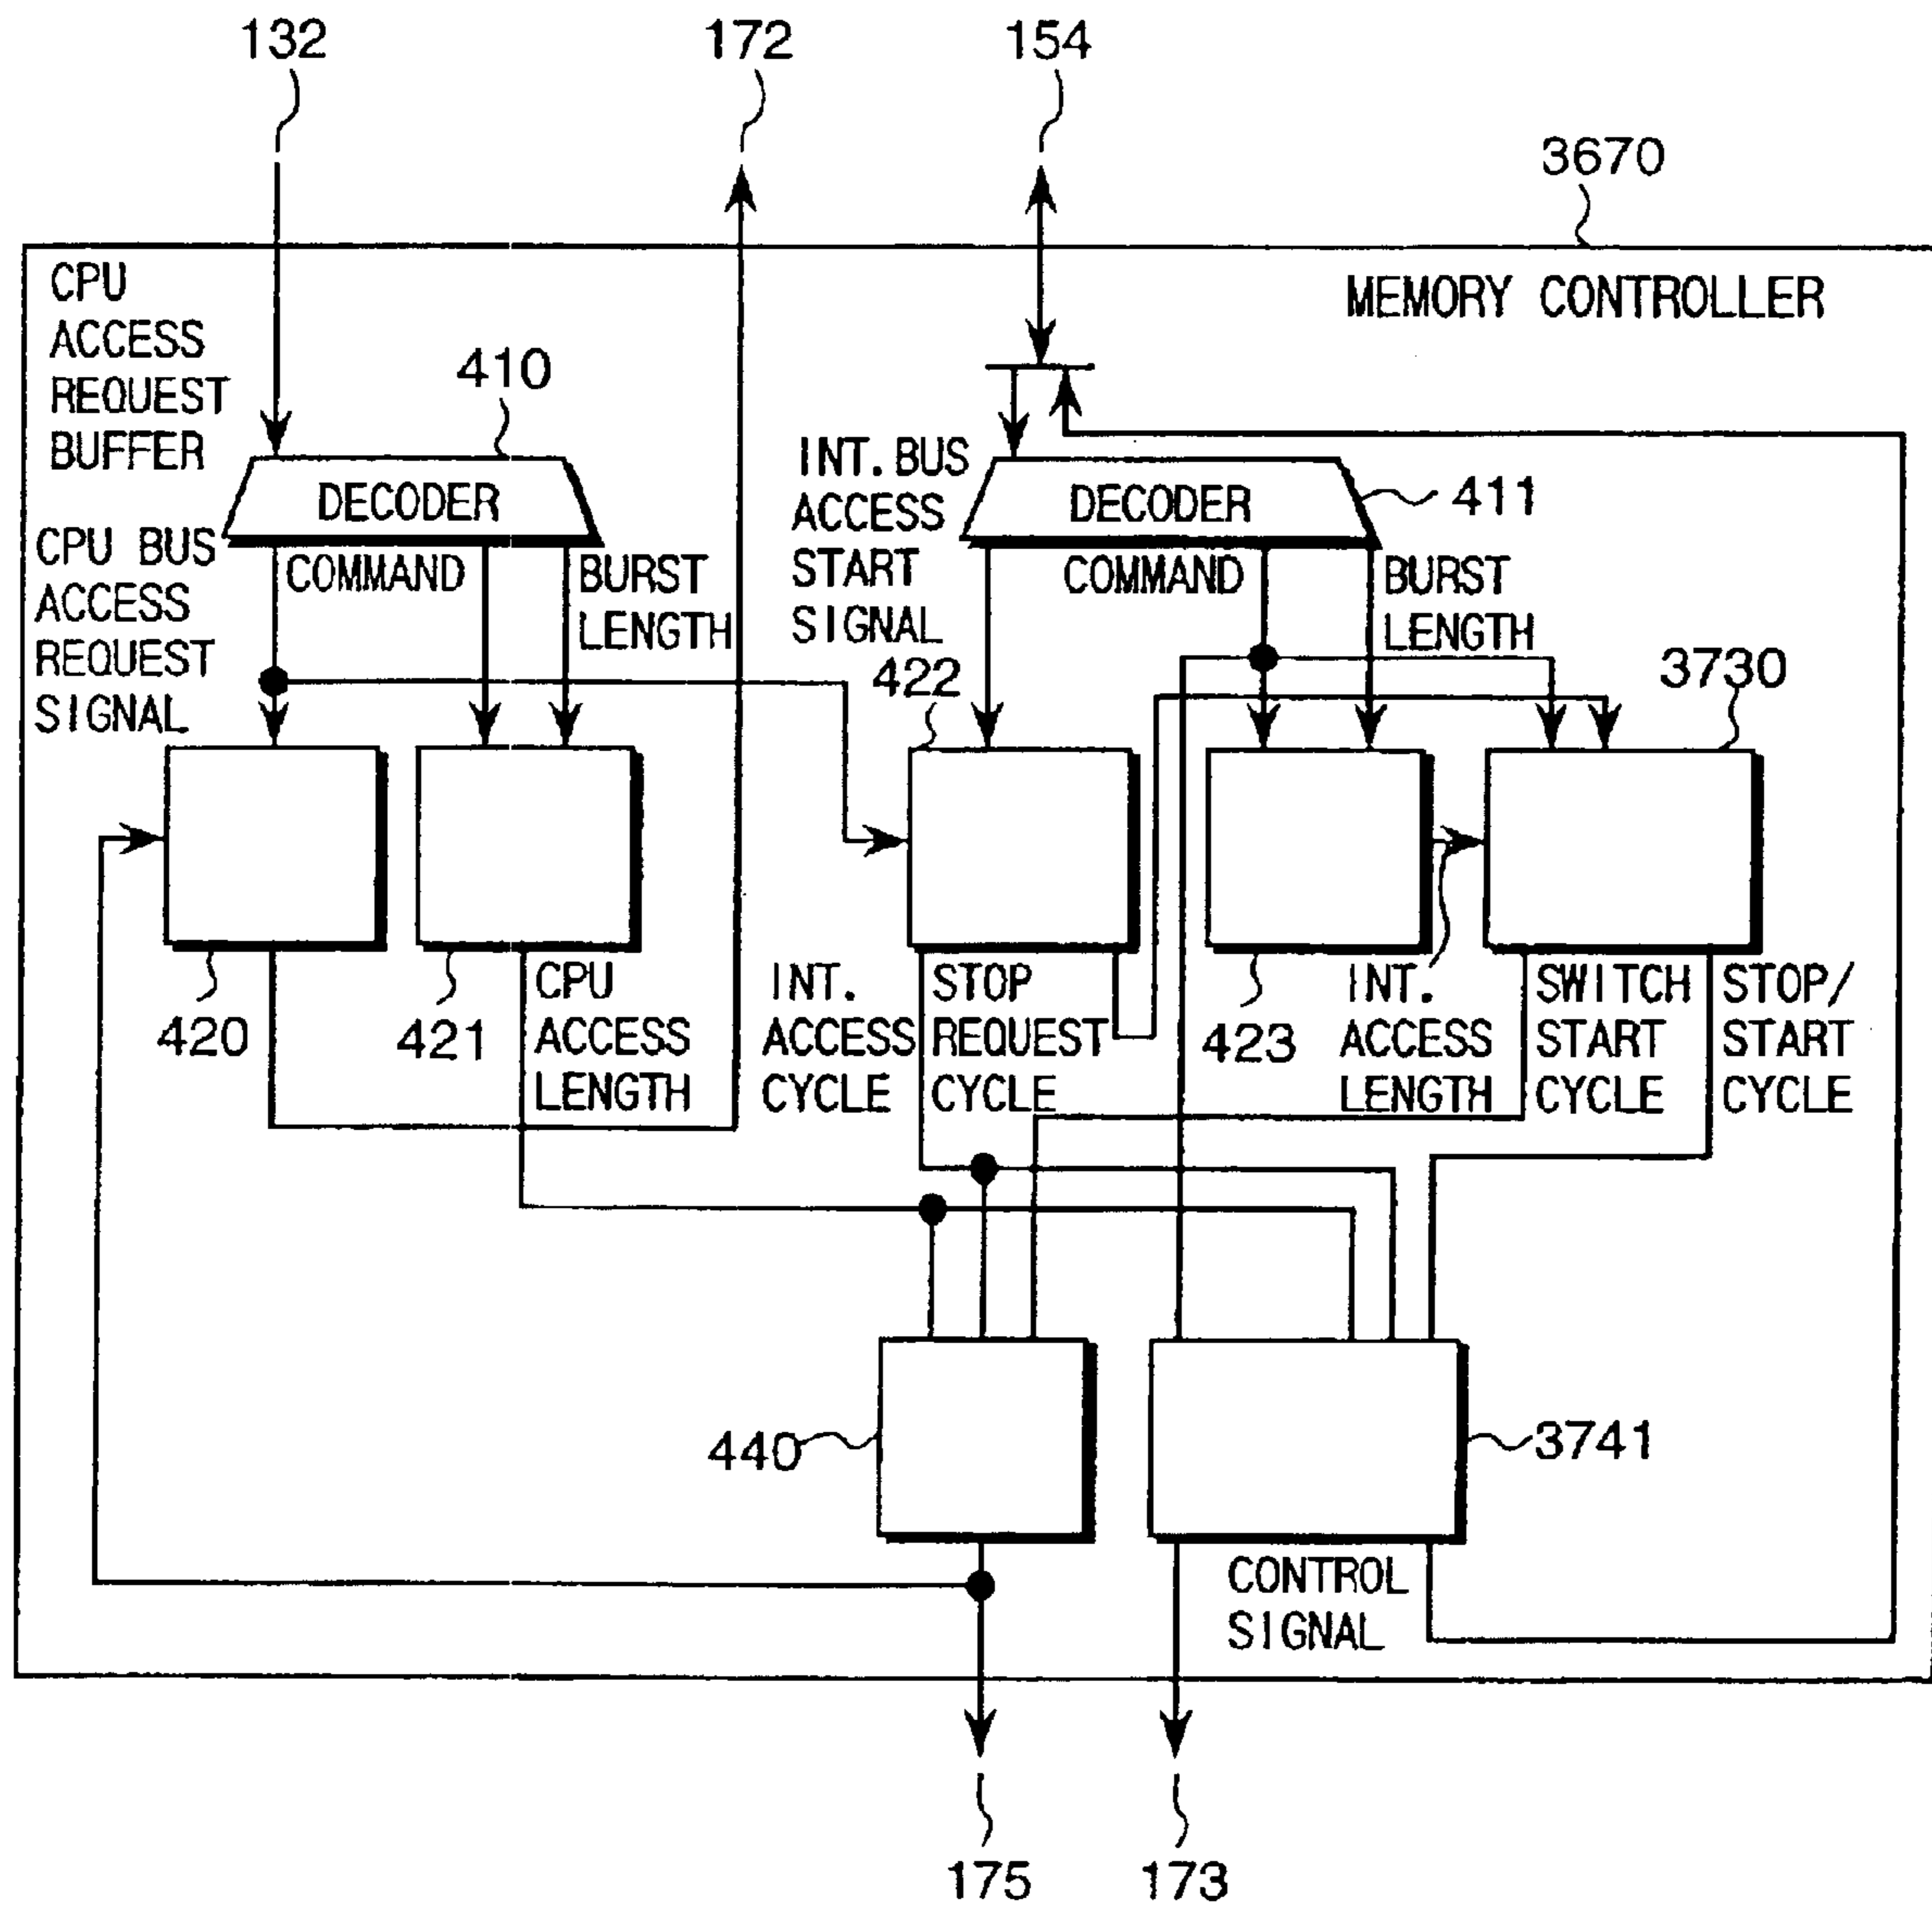 132
172
154
3670
CPU
ACCESS
REQUEST
BUFFER
MEMORY CONTROLLER
410
DECODER
INT. BUS
ACCESS
START
SIGNAL
DECODER
411
CPU BUS
ACCESS
REQUEST
SIGNAL
COMMAND
BURST
LENGTH
COMMAND
BURST
LENGTH
422
3730
420
421
CPU
ACCESS
LENGTH
INT.
ACCESS
CYCLE
STOP
REQUEST
CYCLE
423
INT.
ACCESS
LENGTH
SWITCH
START
CYCLE
STOP/
START
CYCLE
440
3741
CONTROL
SIGNAL
175
173